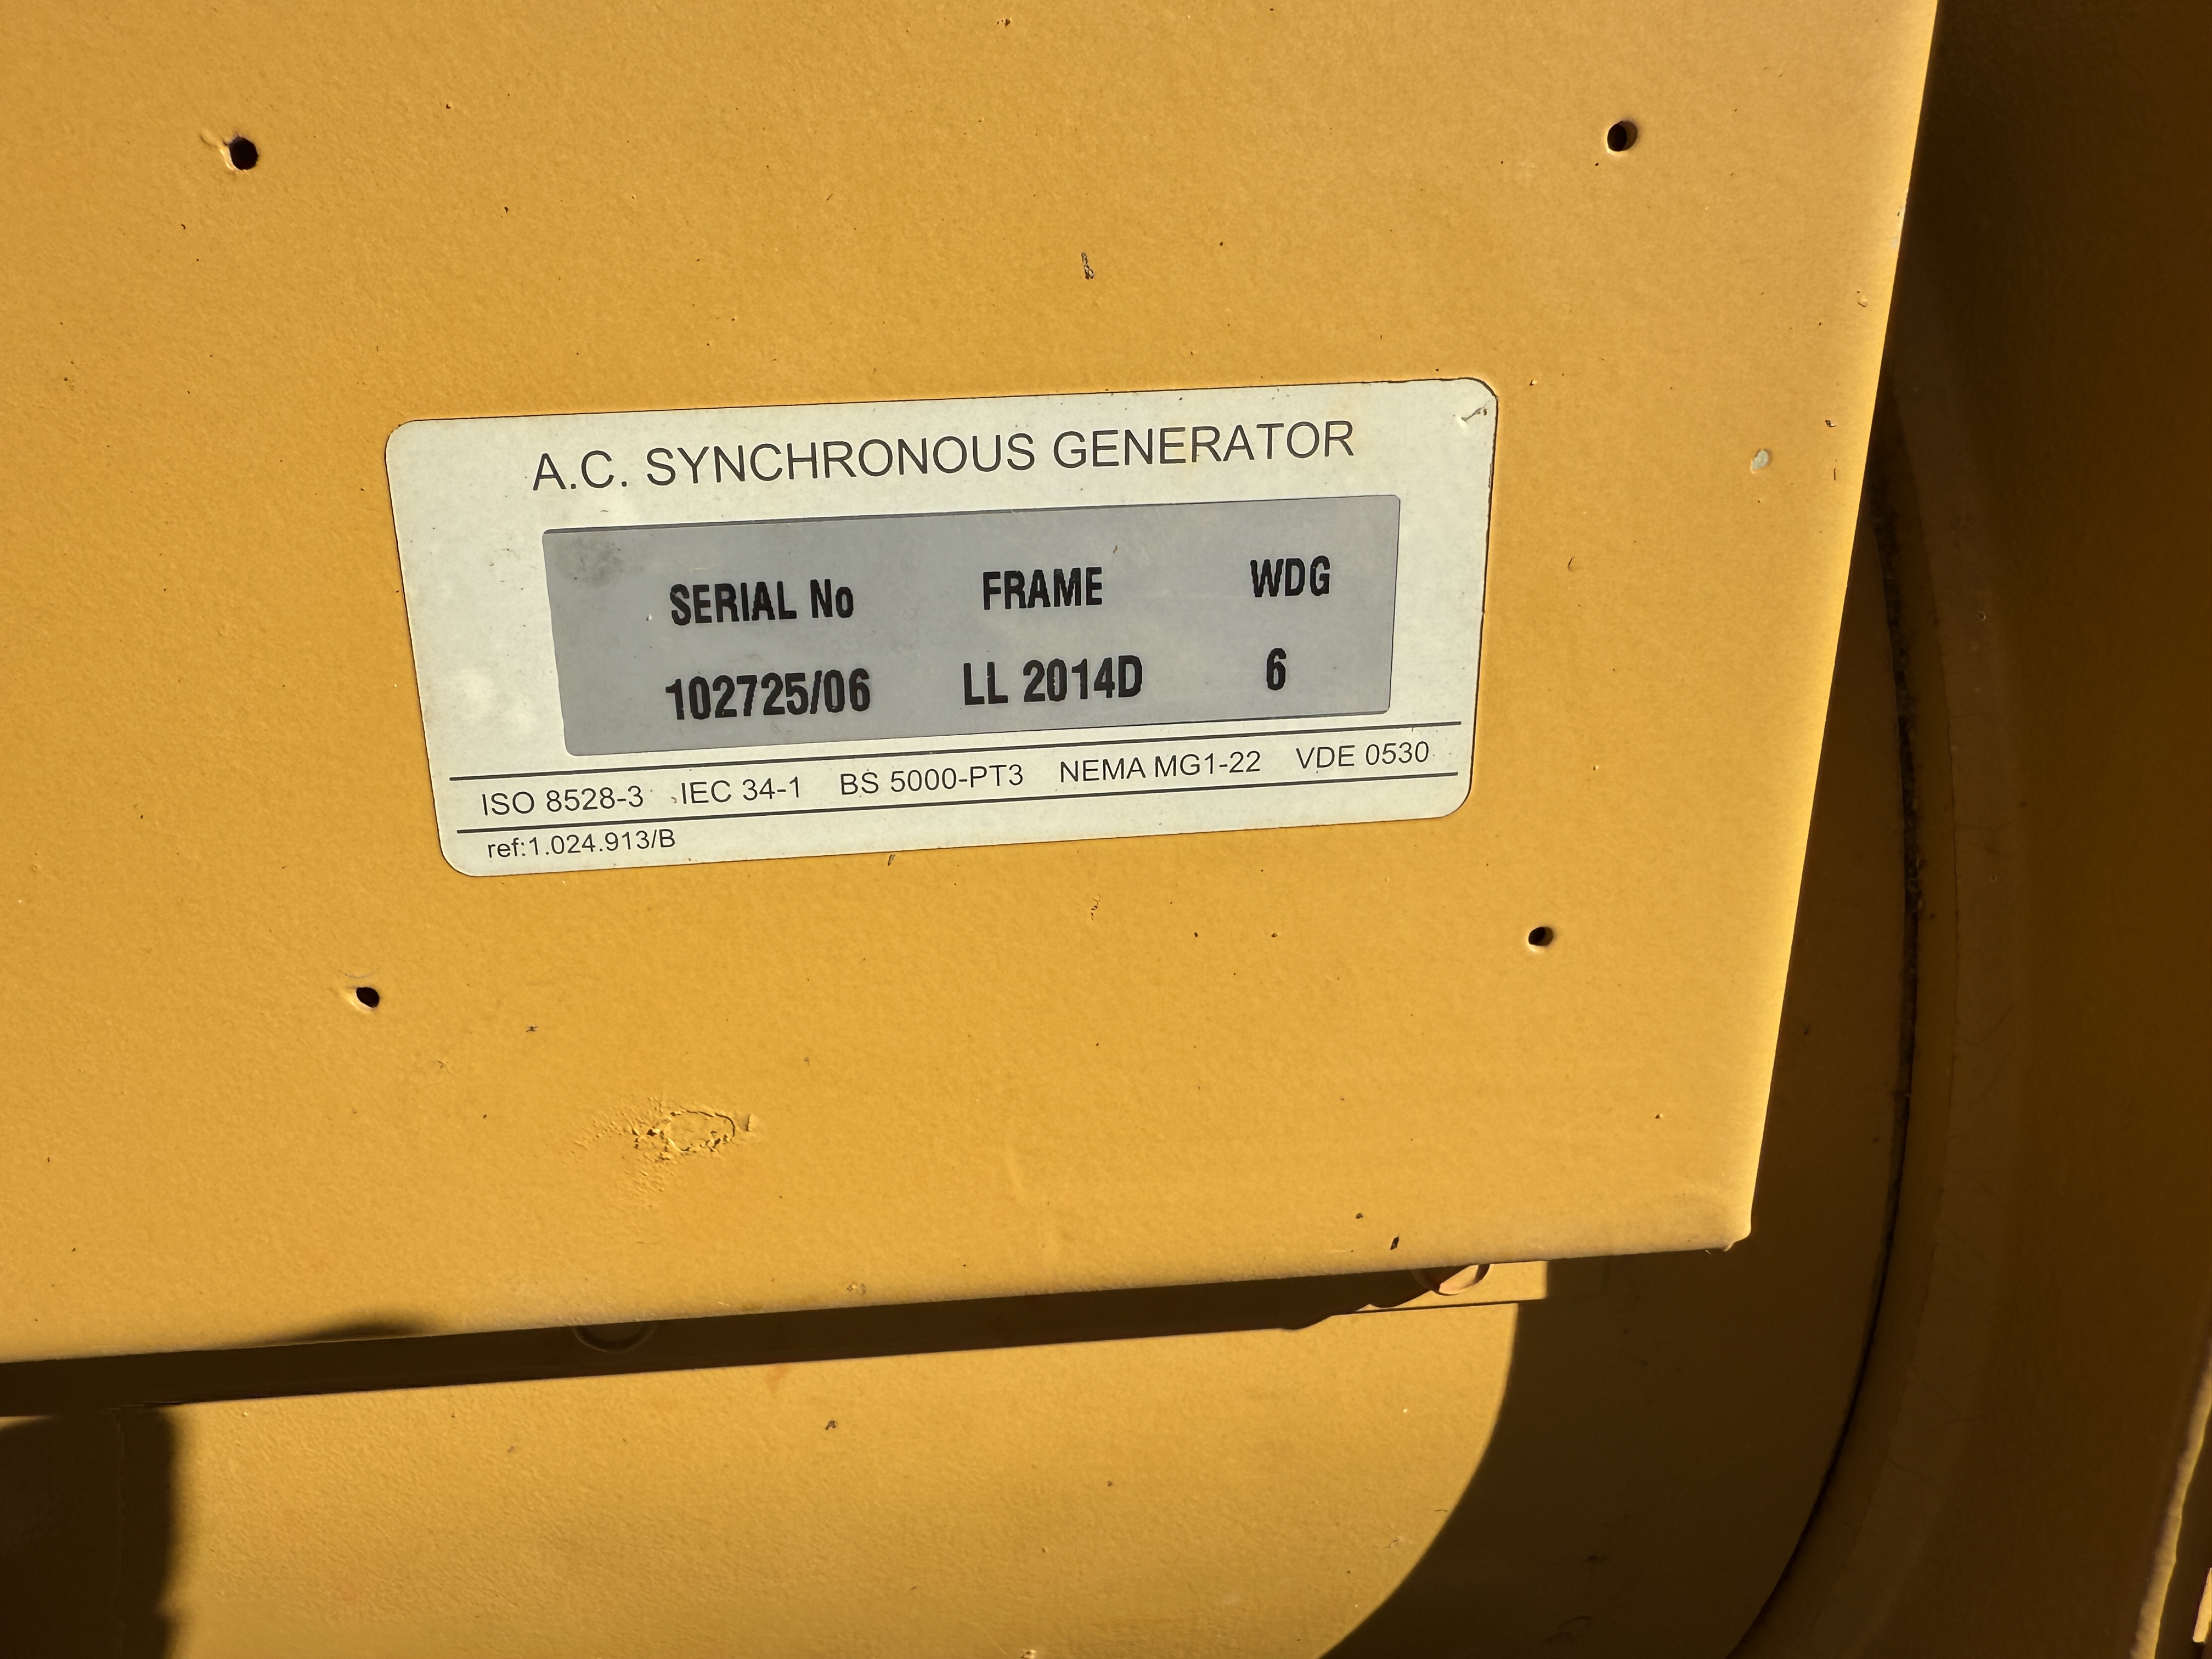 A.C. SYNCHRONOUS GENERATOR
SERIAL No FRAME WDG
102725/06 LL 2014D 6
ISO 8528-3 IEC 34-1 BS 5000-PT3 NEMA MG1-22 VDE 0530
ref:1.024.913/B